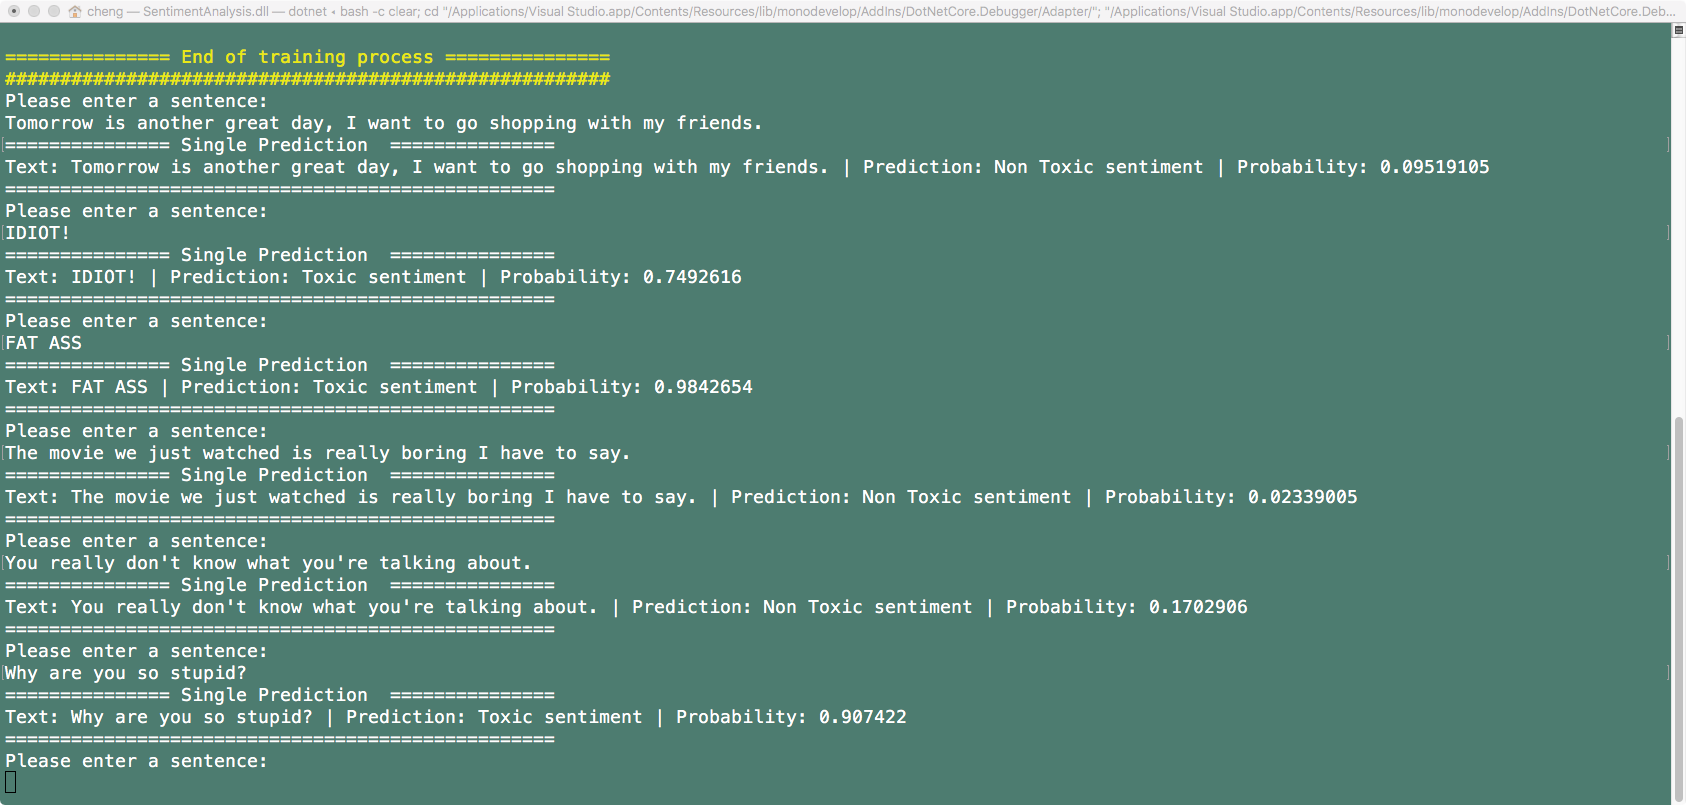 cheng — SentimentAnalysis.dll — dotnet ◂ bash -c clear; cd "/Applications/Visual Studio.app/Contents/Resources/lib/monodevelop/AddIns/DotNetCore.Debugger/Adapter/"; "/Applications/Visual Studio.app/Contents/Resources/lib/monodevelop/AddIns/DotNetCore.Deb...
=============== End of training process ===============
#######################################################
Please enter a sentence:
Tomorrow is another great day, I want to go shopping with my friends.
=============== Single Prediction  ===============
Text: Tomorrow is another great day, I want to go shopping with my friends. | Prediction: Non Toxic sentiment | Probability: 0.09519105
==================================================
Please enter a sentence:
IDIOT!
=============== Single Prediction  ===============
Text: IDIOT! | Prediction: Toxic sentiment | Probability: 0.7492616
==================================================
Please enter a sentence:
FAT ASS
=============== Single Prediction  ===============
Text: FAT ASS | Prediction: Toxic sentiment | Probability: 0.9842654
==================================================
Please enter a sentence:
The movie we just watched is really boring I have to say.
=============== Single Prediction  ===============
Text: The movie we just watched is really boring I have to say. | Prediction: Non Toxic sentiment | Probability: 0.02339005
==================================================
Please enter a sentence:
You really don't know what you're talking about.
=============== Single Prediction  ===============
Text: You really don't know what you're talking about. | Prediction: Non Toxic sentiment | Probability: 0.1702906
==================================================
Please enter a sentence:
Why are you so stupid?
=============== Single Prediction  ===============
Text: Why are you so stupid? | Prediction: Toxic sentiment | Probability: 0.907422
==================================================
Please enter a sentence: